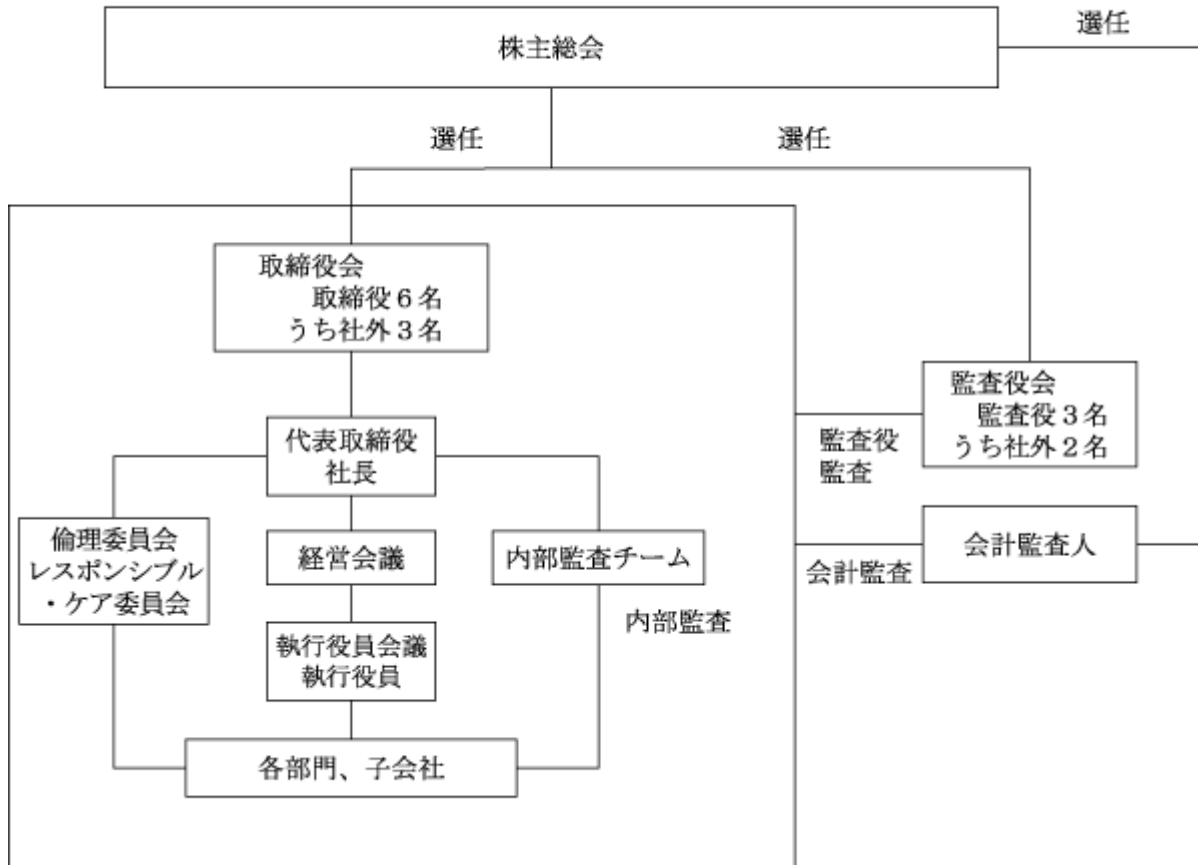 株主総会
選任
選任
選任
取締役会
取締役6名
うち社外3名
代表取締役
社長
監査役会
監査役3名
うち社外2名
監査役
監査
倫理委員会
レスポンシブル
・ケア委員会
経営会議
内部監査チーム
会計監査人
会計監査
内部監査
執行役員会議
執行役員
各部門、子会社